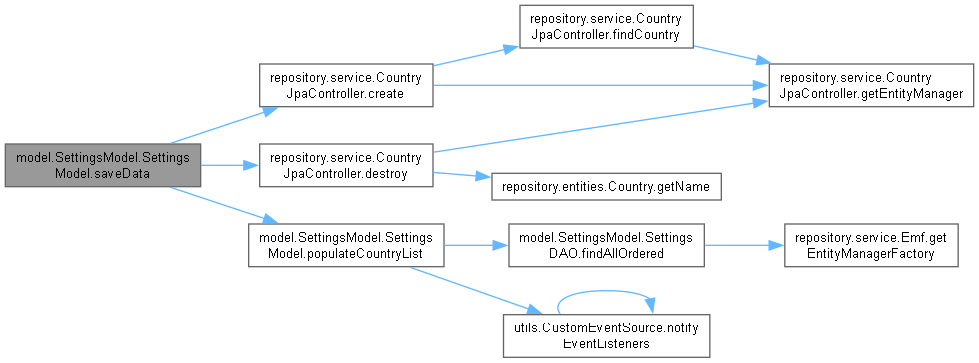 repository.service.Country
JpaController.findCountry
repository.service.Country
JpaController.create
repository.service.Country
JpaController.getEntityManager
model.SettingsModel.Settings
Model.saveData
repository.service.Country
JpaController.destroy
repository.entities.Country.getName
model.SettingsModel.Settings
Model.populateCountryList
model.SettingsModel.Settings
DAO.findAllOrdered
repository.service.Emf.get
EntityManagerFactory
utils.CustomEventSource.notify
EventListeners